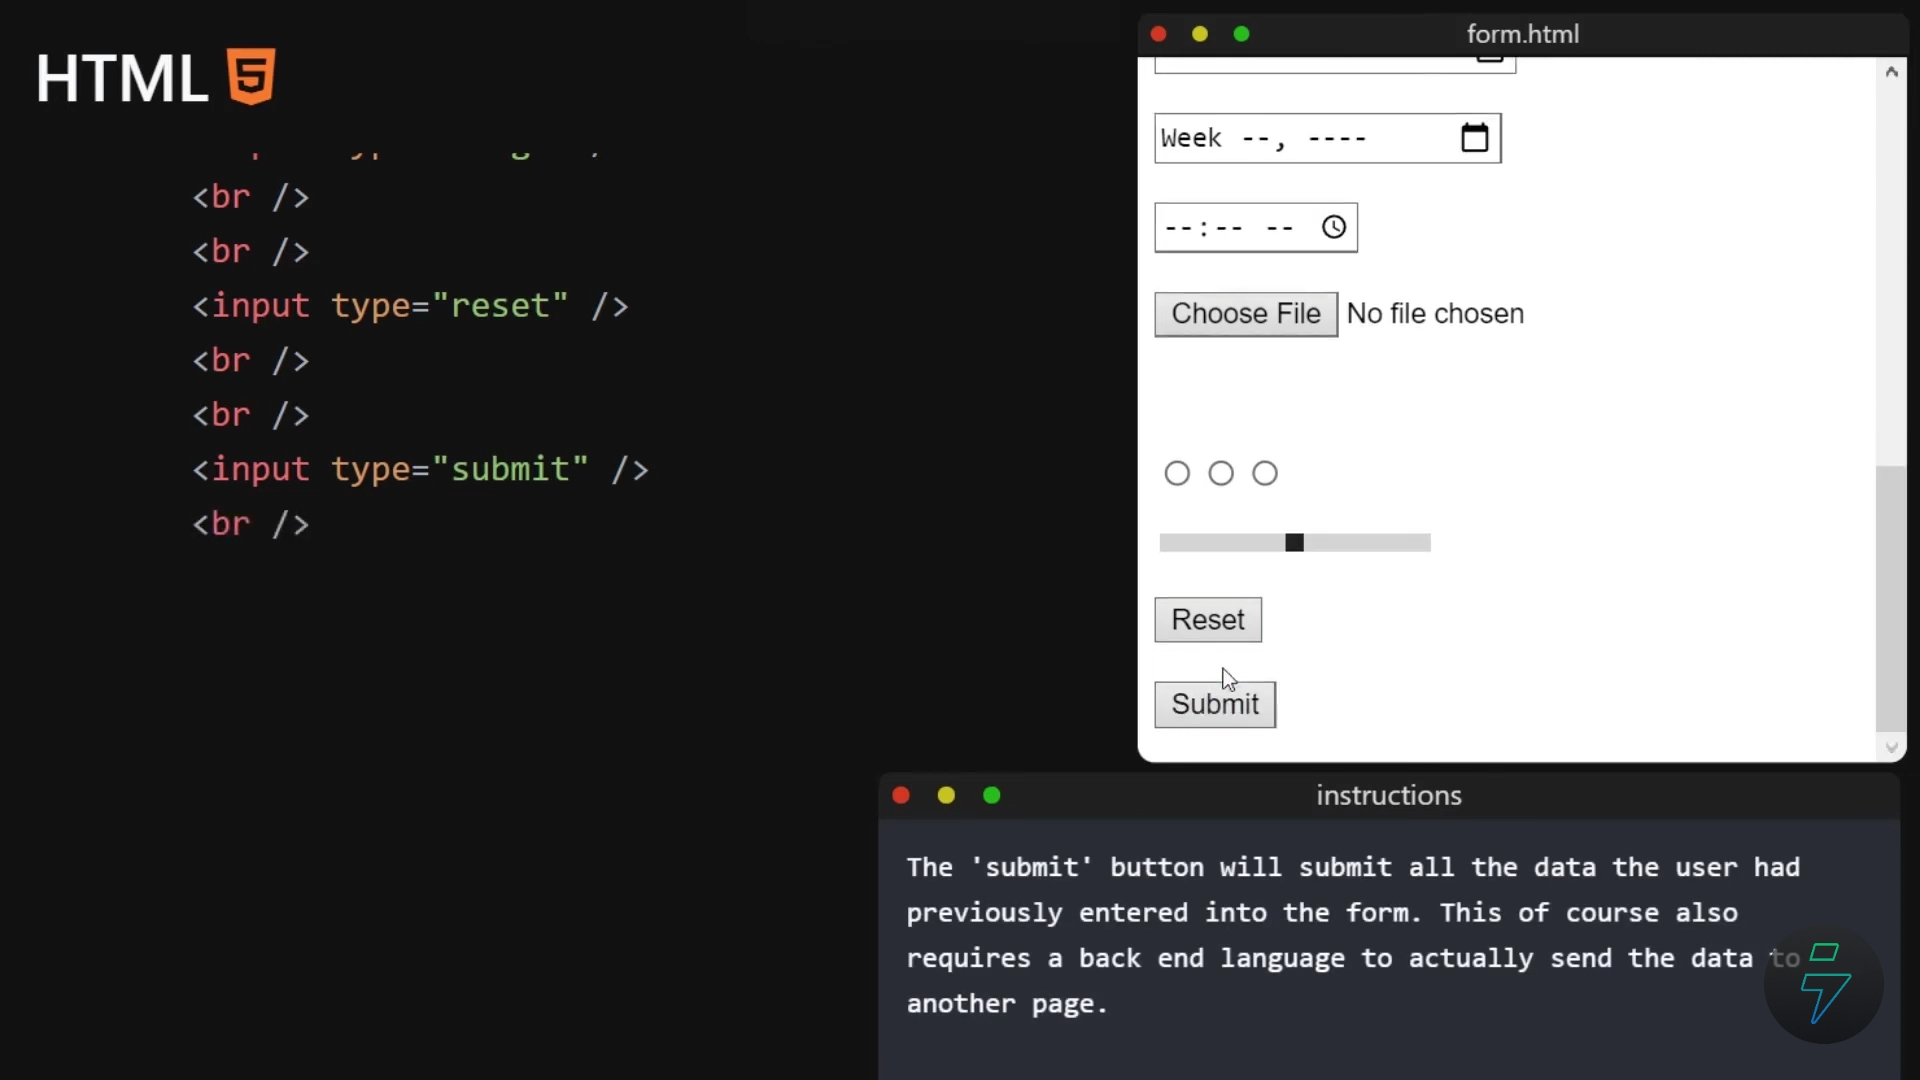 HTML 5
<br />
<br />
<input type="reset" />
<br />
<br />
<input type="submit" />
<br />
form.html
Week --, ----
--:-- --
Choose File No file chosen
Reset
Submit
instructions
The 'submit' button will submit all the data the user had
previously entered into the form. This of course also
requires a back end language to actually send the data to
another page.